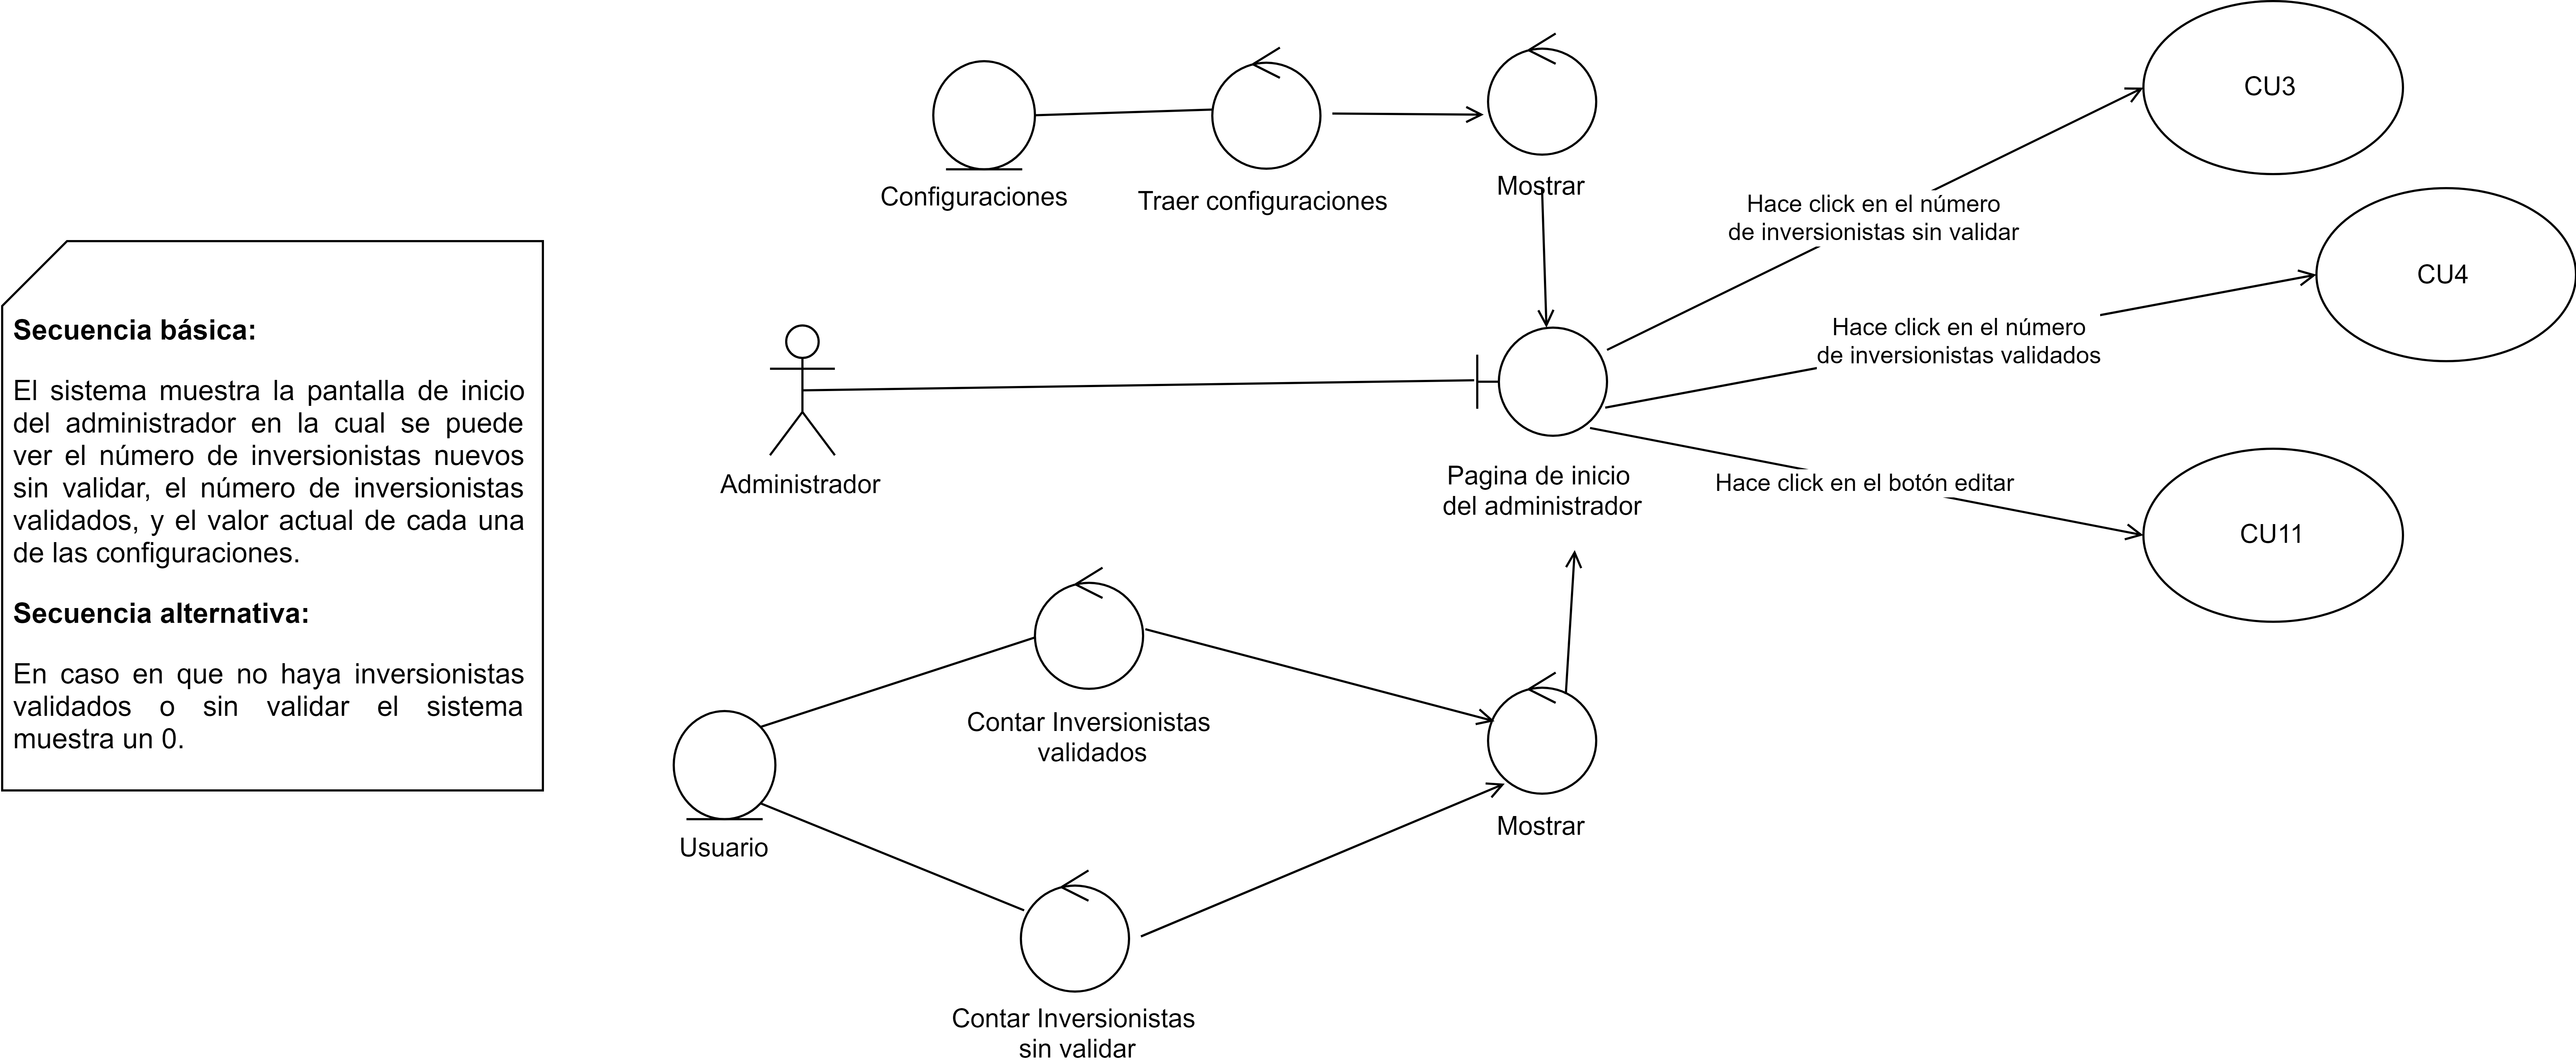 Secuencia básica:
El sistema muestra la pantalla de inicio
del administrador en la cual se puede
ver el número de inversionistas nuevos
sin validar, el número de inversionistas
validados, y el valor actual de cada una
de las configuraciones.
Secuencia alternativa:
En caso en que no haya inversionistas
validados o sin validar el sistema
muestra un 0.
Configuraciones
Traer configuraciones
Mostrar
Administrador
Pagina de inicio
del administrador
Hace click en el número
de inversionistas sin validar
CU3
Hace click en el número
de inversionistas validados
CU4
Hace click en el botón editar
CU11
Usuario
Contar Inversionistas
validados
Mostrar
Contar Inversionistas
sin validar